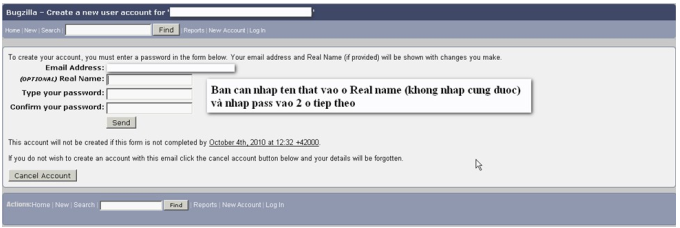 Bugzilla – Create a new user account for ' '
Home | New | Search | Find | Reports | New Account | Log In
To create your account, you must enter a password in the form below. Your email address and Real Name (if provided) will be shown with changes you make.
Email Address:
(OPTIONAL) Real Name:
Type your password:
Confirm your password:
Send
Ban can nhap ten that vao o Real name (khong nhap cung duoc)
và nhap pass vao 2 o tiep theo
This account will not be created if this form is not completed by October 4th, 2010 at 12:32 +42000.
If you do not wish to create an account with this email click the cancel account button below and your details will be forgotten.
Cancel Account
Actions: Home | New | Search | Find | Reports | New Account | Log In